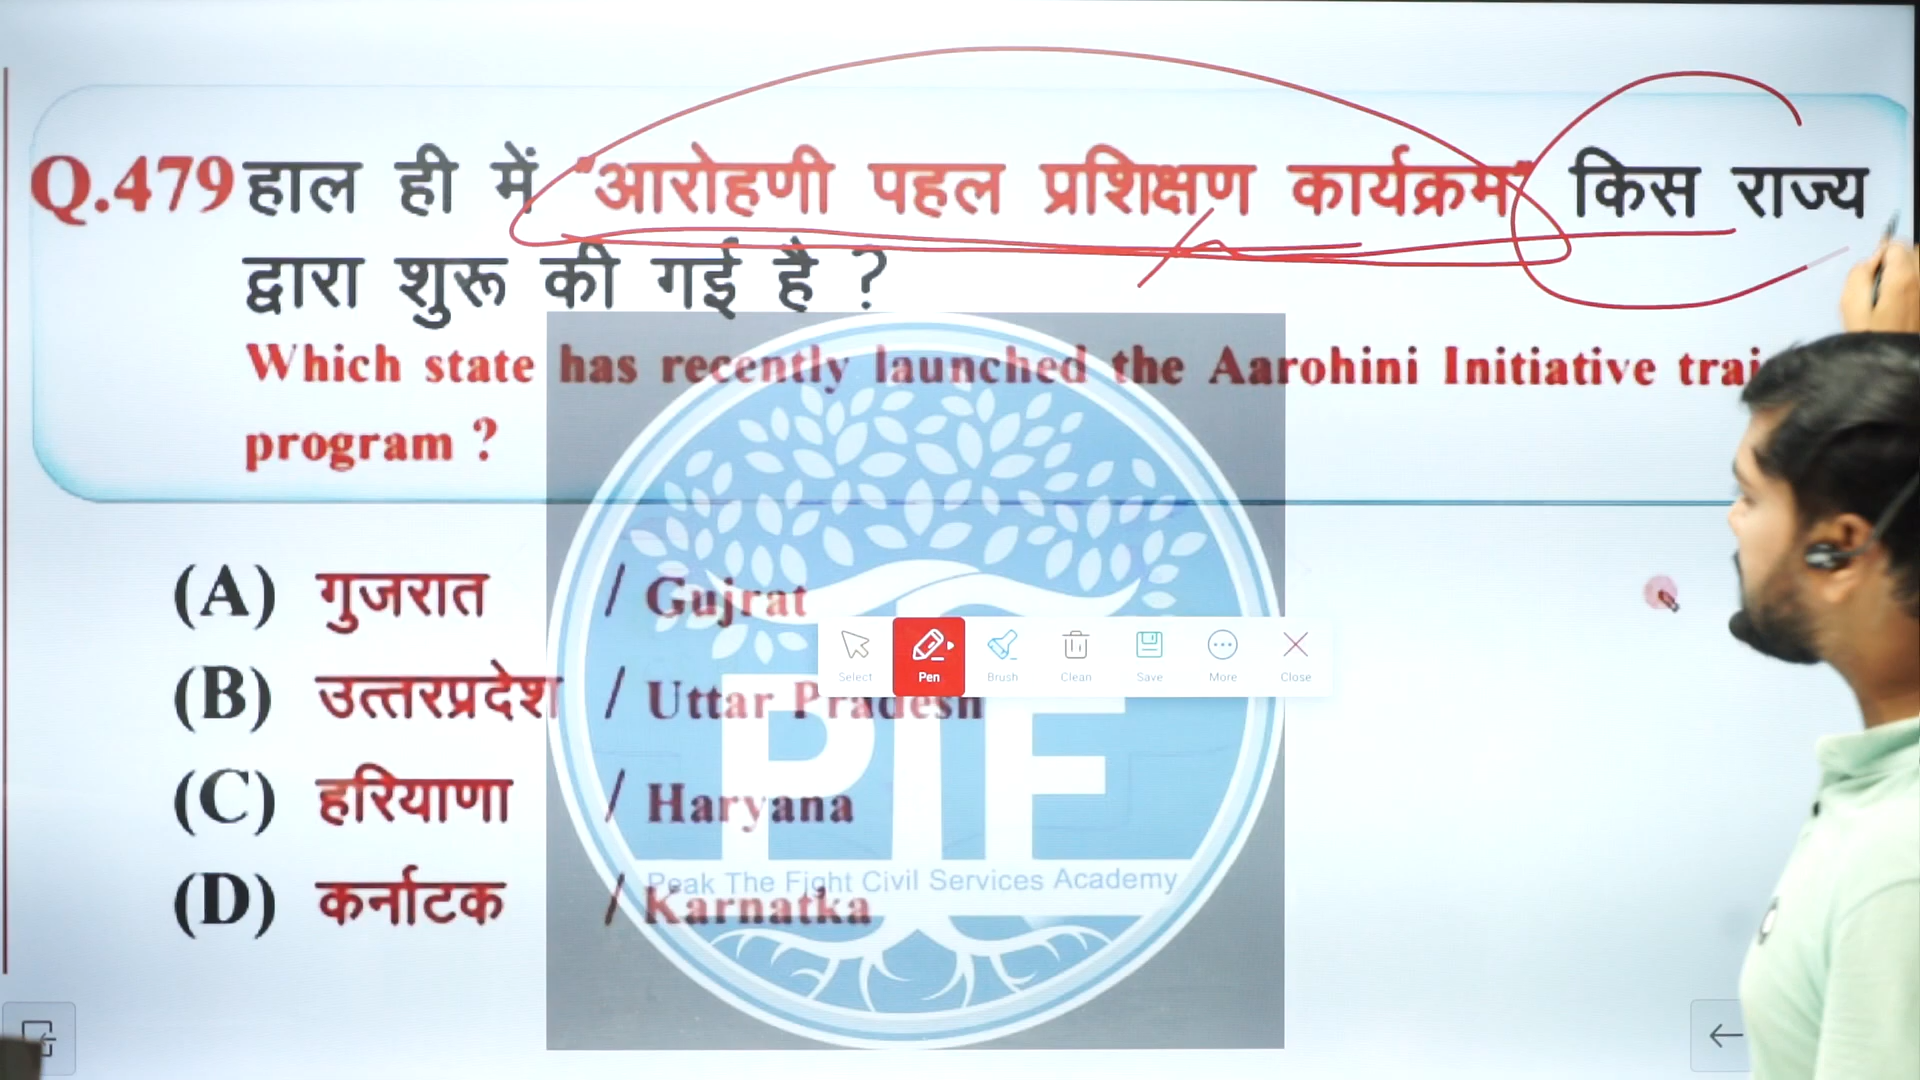 Q.479 हाल ही में "आरोहणी पहल प्रशिक्षण कार्यक्रम" किस राज्य
द्वारा शुरू की गई है ?
Which state has recently launched the Aarohini Initiative
program ?
(A) गुजरात / Gujrat
(B) उत्तरप्रदेश / Uttar Pradesh
(C) हरियाणा / Haryana
(D) कर्नाटक / Karnatka
Select Pen Brush Clean Save More Close
PTF
Peak The Fight Civil Services Academy